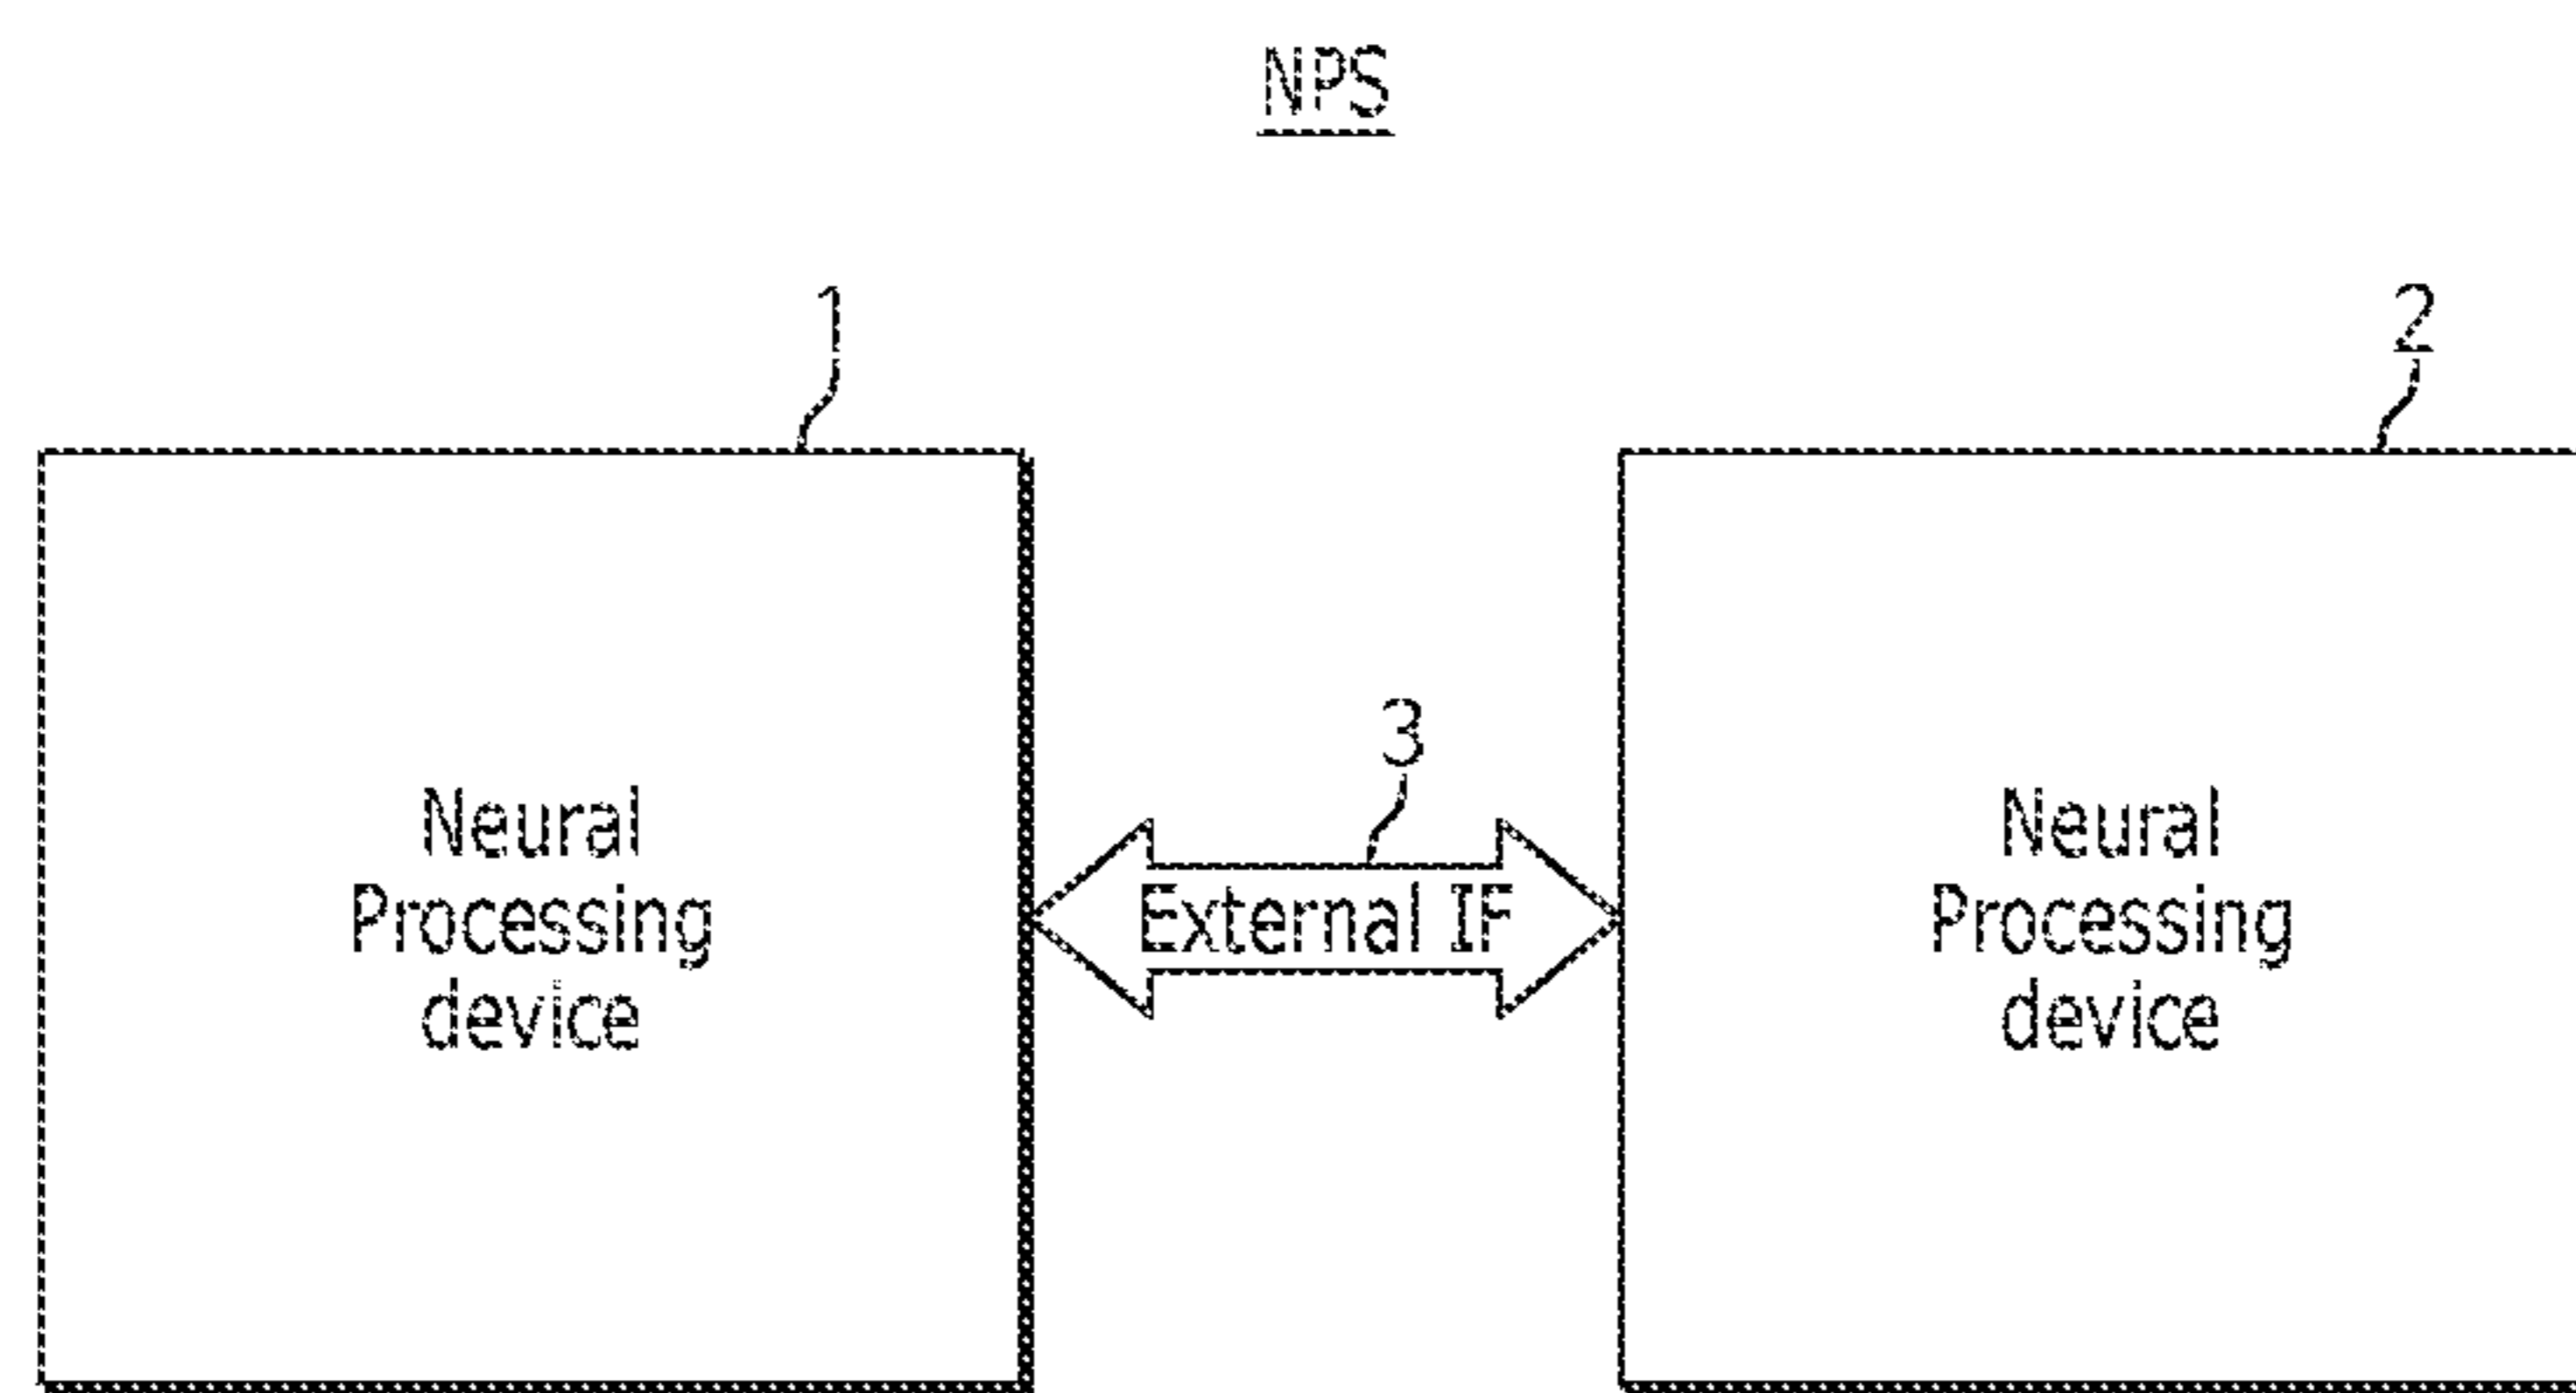 NPS
1
2
3
Neural
Processing
device
External IF
Neural
Processing
device